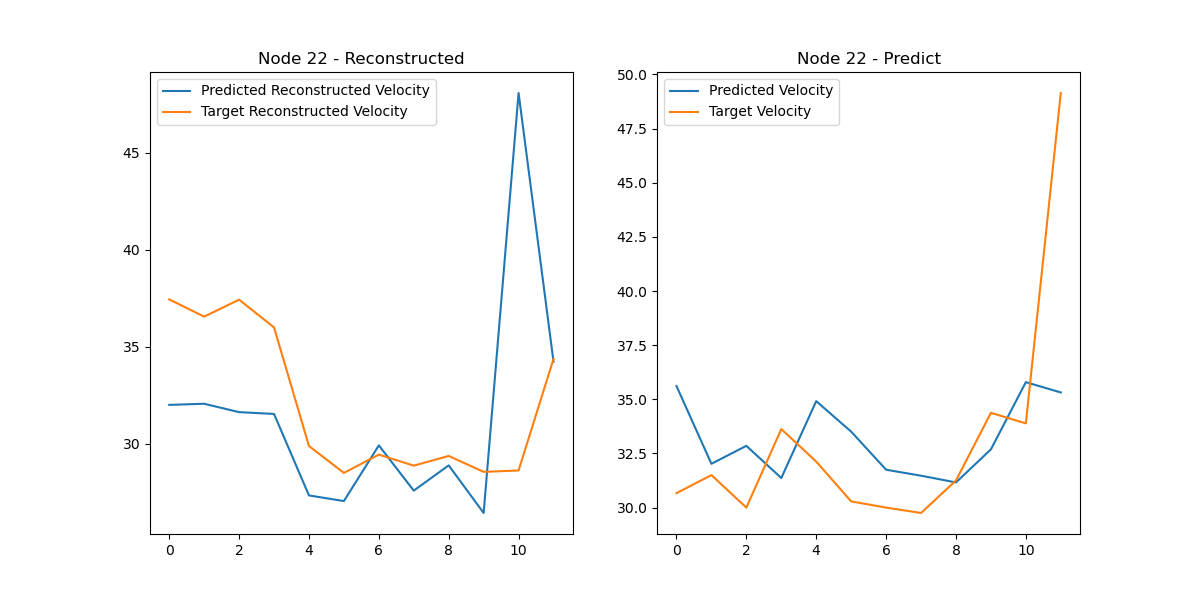 Node 22 - Reconstructed
Predicted Reconstructed Velocity
Target Reconstructed Velocity
45
40
35
30
0 2 4 6 8 10
Node 22 - Predict
Predicted Velocity
Target Velocity
50.0
47.5
45.0
42.5
40.0
37.5
35.0
32.5
30.0
0 2 4 6 8 10